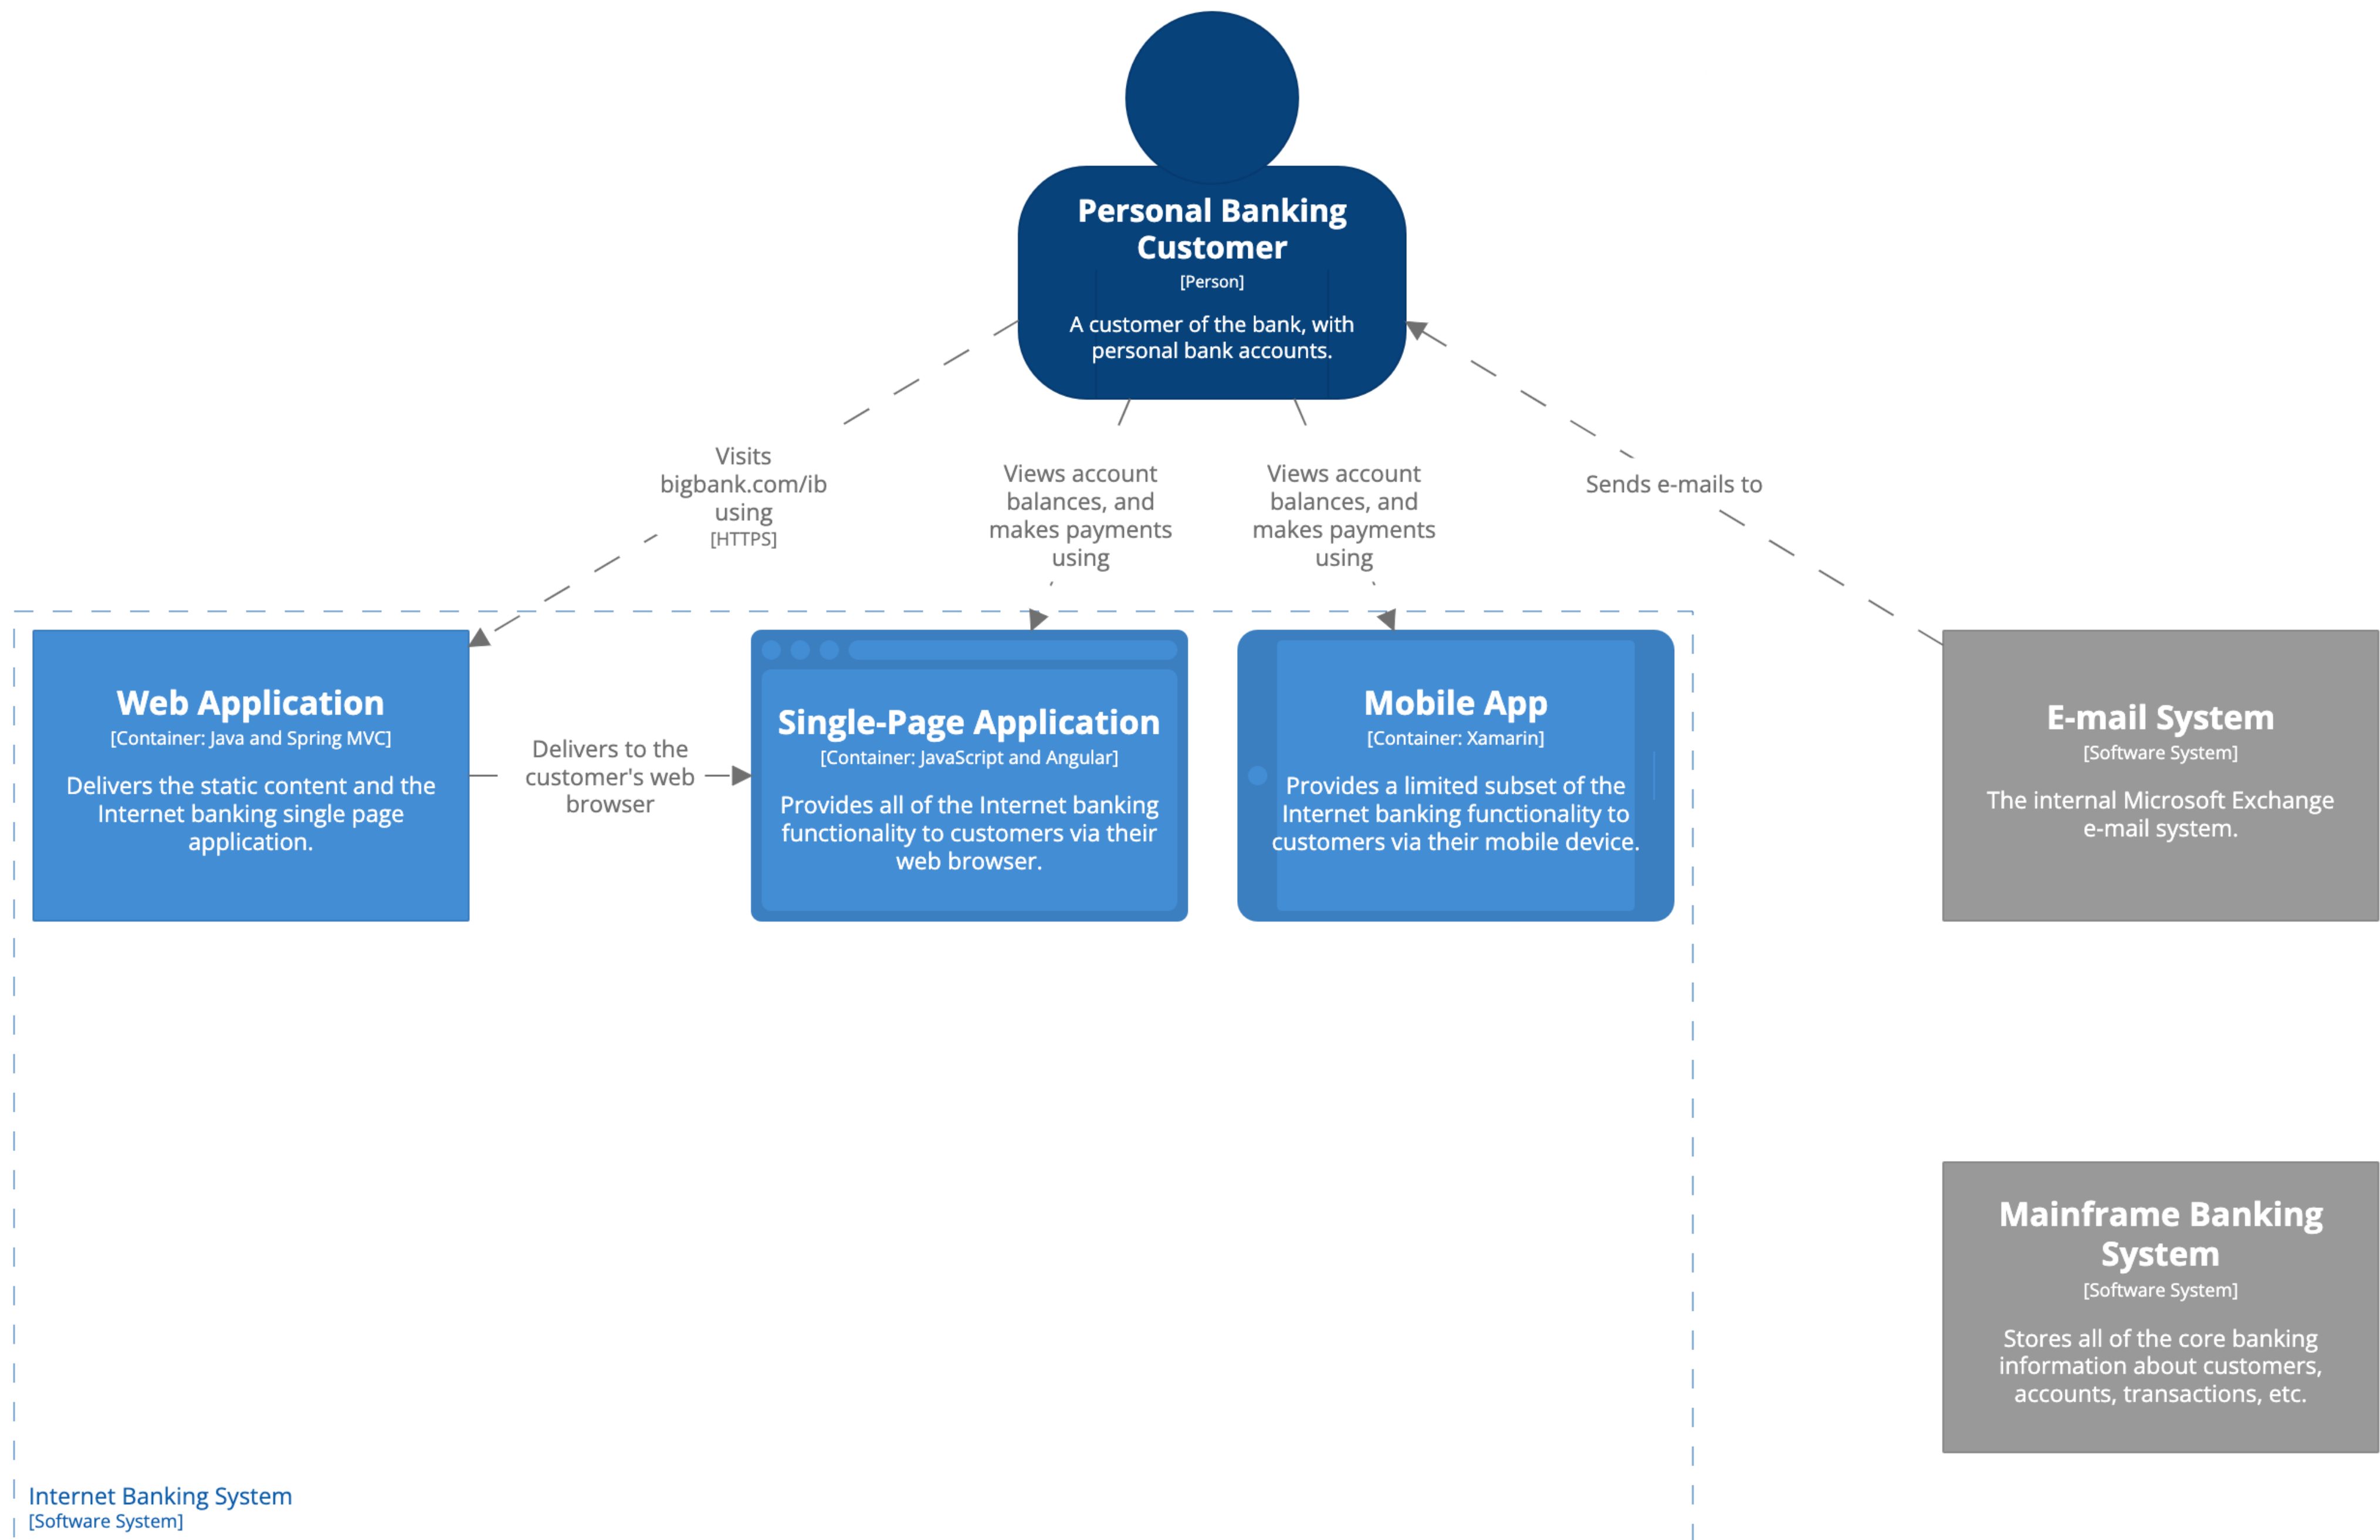 Personal Banking
Customer
[Person]
A customer of the bank, with
personal bank accounts.
Visits
bigbank.com/ib
using
[HTTPS]
Views account
balances, and
makes payments
using
Views account
balances, and
makes payments
using
Sends e-mails to
Web Application
[Container: Java and Spring MVC]
Delivers the static content and the
Internet banking single page
application.
Delivers to the
customer's web
browser
Single-Page Application
[Container: JavaScript and Angular]
Provides all of the Internet banking
functionality to customers via their
web browser.
Mobile App
[Container: Xamarin]
Provides a limited subset of the
Internet banking functionality to
customers via their mobile device.
E-mail System
[Software System]
The internal Microsoft Exchange
e-mail system.
Mainframe Banking
System
[Software System]
Stores all of the core banking
information about customers,
accounts, transactions, etc.
Internet Banking System
[Software System]